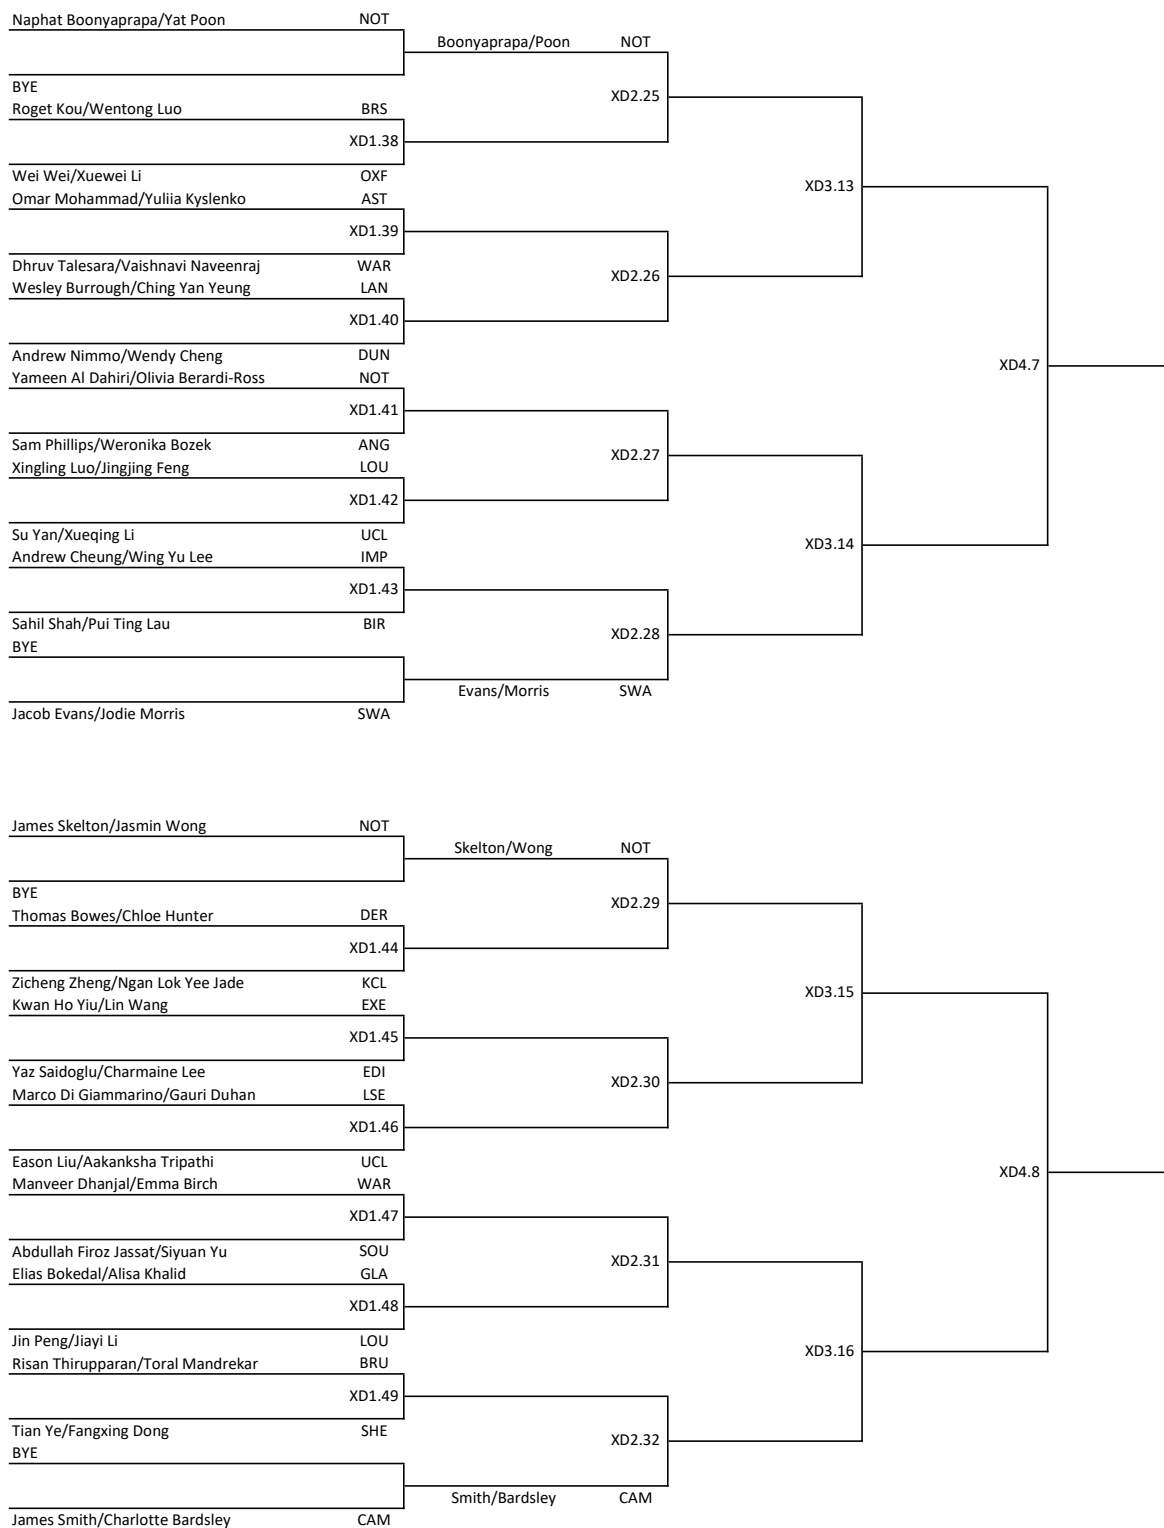 Naphat Boonyaprapa/Yat Poon NOT
Boonyaprapa/Poon NOT
BYE
XD2.25
Roget Kou/Wentong Luo BRS
XD1.38
Wei Wei/Xuewei Li OXF
XD3.13
Omar Mohammad/Yuliia Kyslenko AST
XD1.39
Dhruv Talesara/Vaishnavi Naveenraj WAR
XD2.26
Wesley Burrough/Ching Yan Yeung LAN
XD1.40
Andrew Nimmo/Wendy Cheng DUN
XD4.7
Yameen Al Dahiri/Olivia Berardi-Ross NOT
XD1.41
Sam Phillips/Weronika Bozek ANG
XD2.27
Xingling Luo/Jingjing Feng LOU
XD1.42
Su Yan/Xueqing Li UCL
XD3.14
Andrew Cheung/Wing Yu Lee IMP
XD1.43
Sahil Shah/Pui Ting Lau BIR
XD2.28
BYE
Evans/Morris SWA
Jacob Evans/Jodie Morris SWA
James Skelton/Jasmin Wong NOT
Skelton/Wong NOT
BYE
XD2.29
Thomas Bowes/Chloe Hunter DER
XD1.44
Zicheng Zheng/Ngan Lok Yee Jade KCL
XD3.15
Kwan Ho Yiu/Lin Wang EXE
XD1.45
Yaz Saidoglu/Charmaine Lee EDI
XD2.30
Marco Di Giammarino/Gauri Duhan LSE
XD1.46
Eason Liu/Aakanksha Tripathi UCL
XD4.8
Manveer Dhanjal/Emma Birch WAR
XD1.47
Abdullah Firoz Jassat/Siyuan Yu SOU
XD2.31
Elias Bokedal/Alisa Khalid GLA
XD1.48
Jin Peng/Jiayi Li LOU
XD3.16
Risan Thirupparan/Toral Mandrekar BRU
XD1.49
Tian Ye/Fangxing Dong SHE
XD2.32
BYE
Smith/Bardsley CAM
James Smith/Charlotte Bardsley CAM